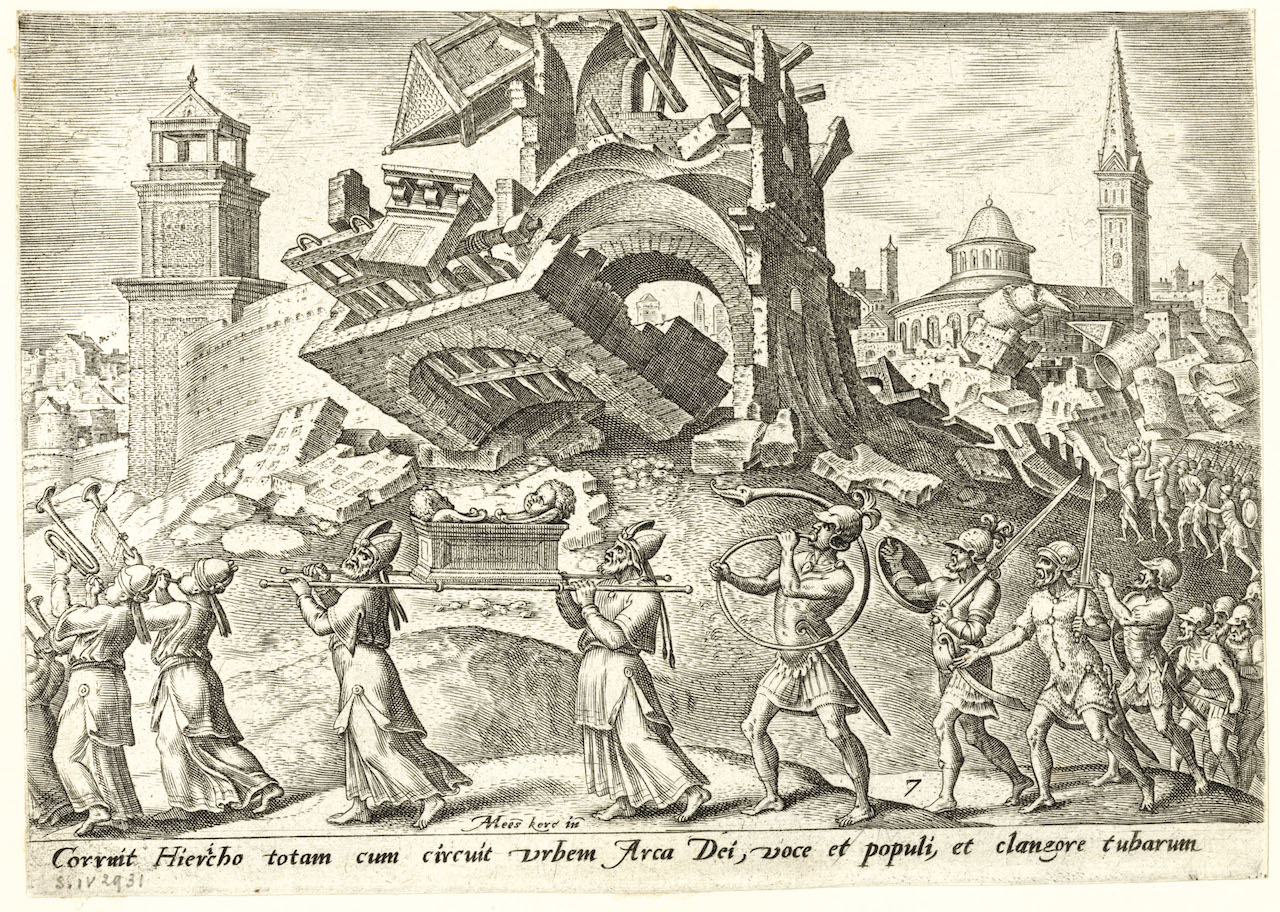 7
Mees kerc in
Corruit Hiericho totam cum circuit vrbem Arca Dei, voce et populi, et clangore tubarum
S.IV 2931